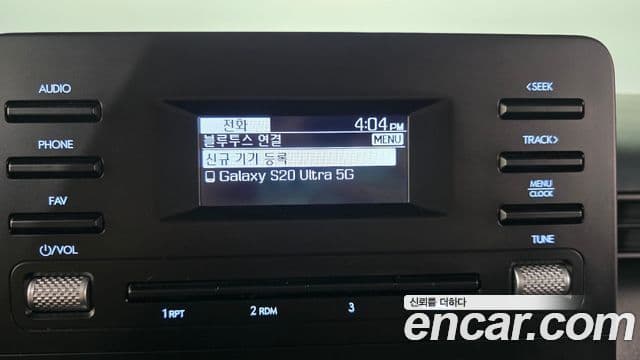 AUDIO
PHONE
FAV
⏻/VOL
전화 4:04 PM
블루투스 연결 MENU
신규 기기 등록
Galaxy S20 Ultra 5G
<SEEK
TRACK>
MENU
CLOCK
TUNE
1 RPT 2 RDM 3
신뢰를 더하다
encar.com